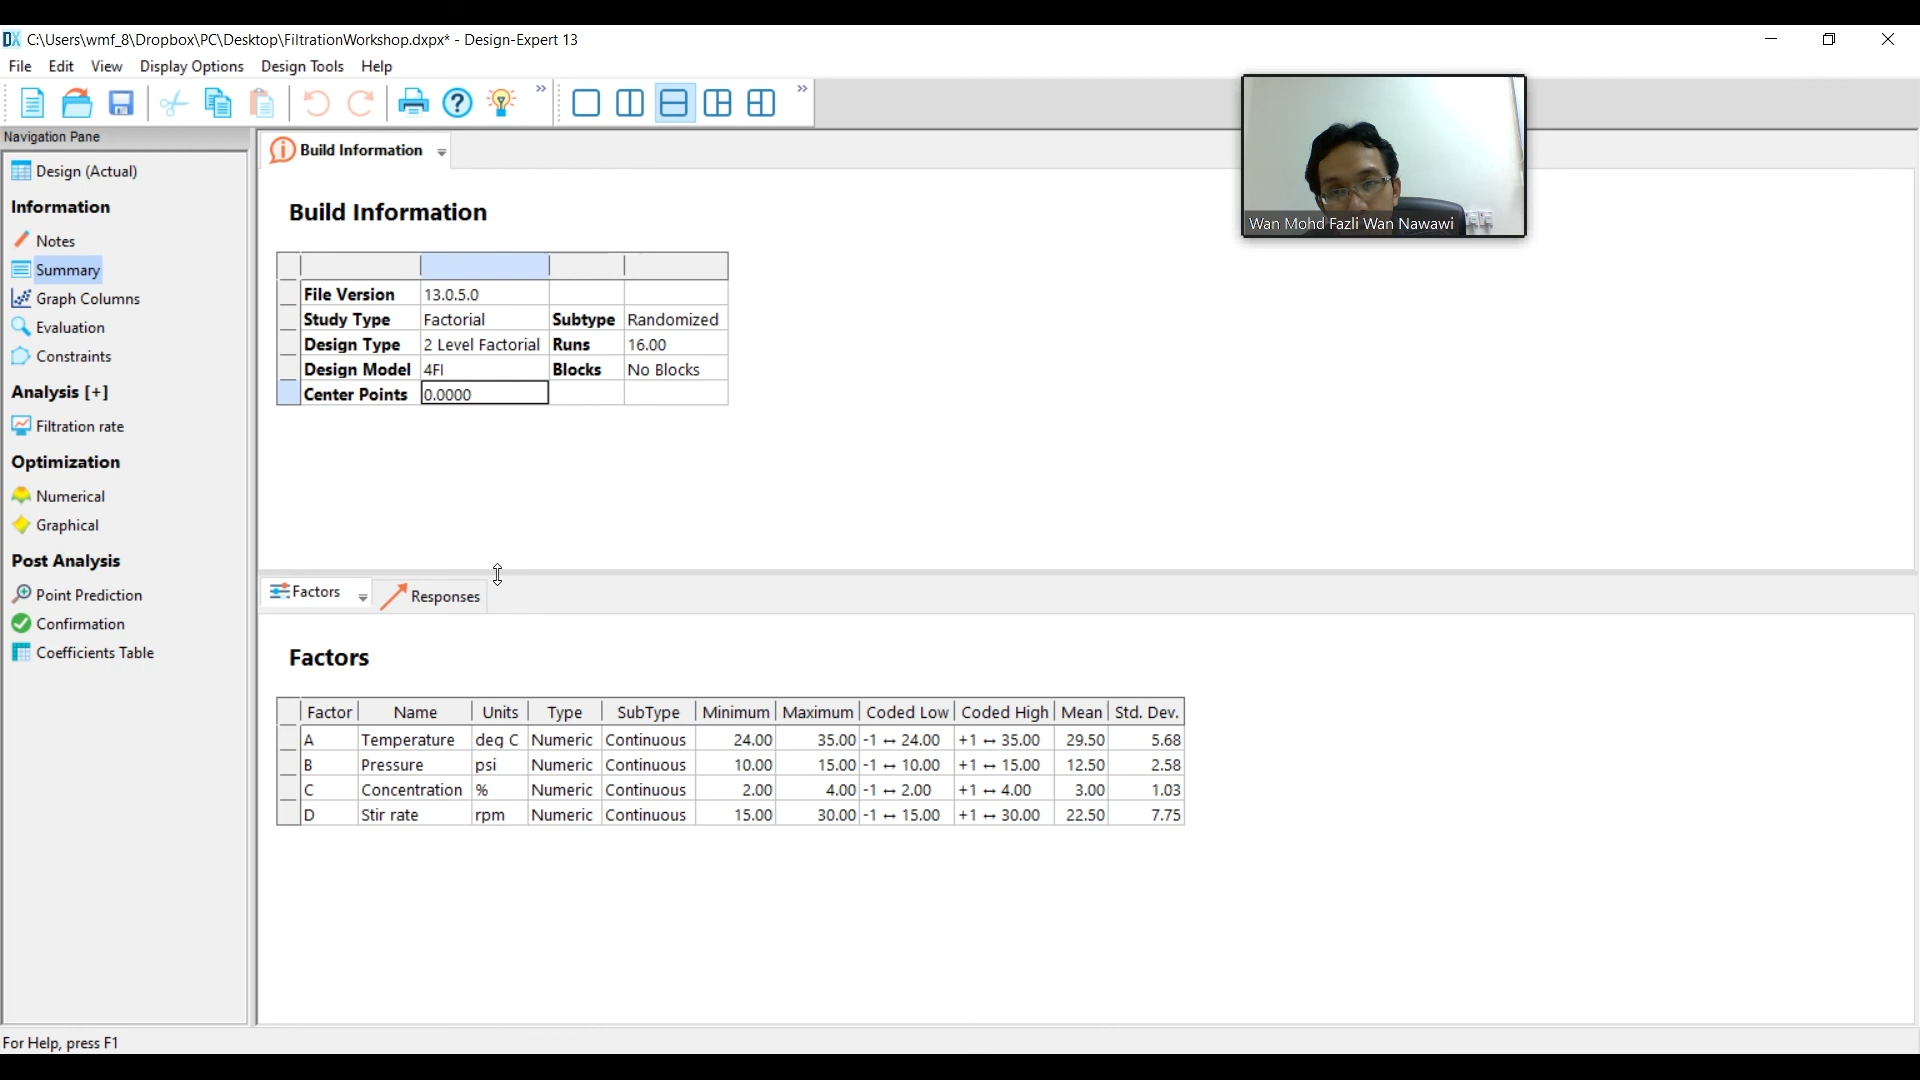 C:\Users\wmf_8\Dropbox\PC\Desktop\FiltrationWorkshop.dxpx* - Design-Expert 13
File Edit View Display Options Design Tools Help
Navigation Pane
Design (Actual)
Information
Notes
Summary
Graph Columns
Evaluation
Constraints
Analysis [+]
Filtration rate
Optimization
Numerical
Graphical
Post Analysis
Point Prediction
Confirmation
Coefficients Table
Build Information
Build Information
File Version 13.0.5.0
Study Type Factorial Subtype Randomized
Design Type 2 Level Factorial Runs 16.00
Design Model 4FI Blocks No Blocks
Center Points 0.0000
Wan Mohd Fazli Wan Nawawi
Factors Responses
Factors
Factor Name Units Type SubType Minimum Maximum Coded Low Coded High Mean Std. Dev.
A Temperature deg C Numeric Continuous 24.00 35.00 -1 ↔ 24.00 +1 ↔ 35.00 29.50 5.68
B Pressure psi Numeric Continuous 10.00 15.00 -1 ↔ 10.00 +1 ↔ 15.00 12.50 2.58
C Concentration % Numeric Continuous 2.00 4.00 -1 ↔ 2.00 +1 ↔ 4.00 3.00 1.03
D Stir rate rpm Numeric Continuous 15.00 30.00 -1 ↔ 15.00 +1 ↔ 30.00 22.50 7.75
For Help, press F1